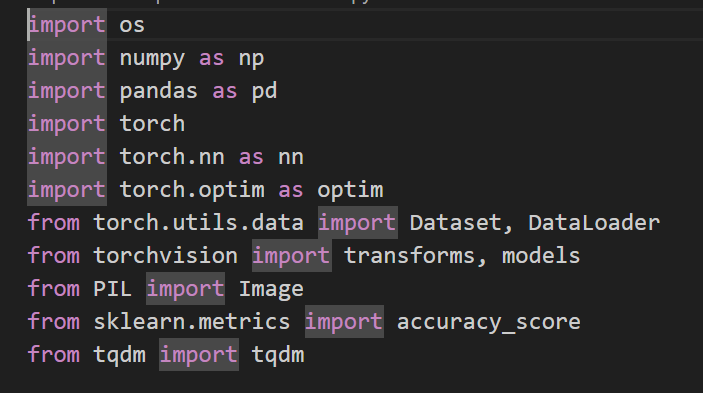 import os
import numpy as np
import pandas as pd
import torch
import torch.nn as nn
import torch.optim as optim
from torch.utils.data import Dataset, DataLoader
from torchvision import transforms, models
from PIL import Image
from sklearn.metrics import accuracy_score
from tqdm import tqdm